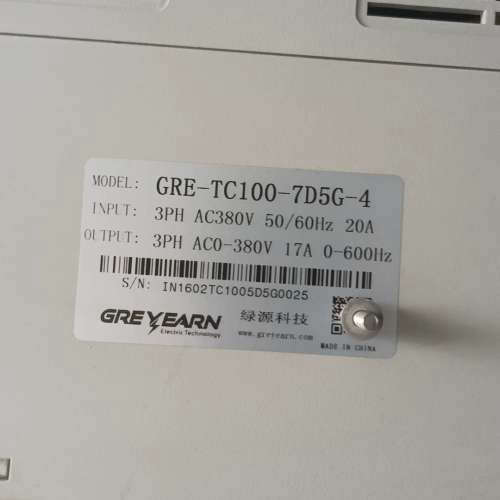 MODEL: GRE-TC100-7D5G-4
INPUT: 3PH AC380V 50/60Hz 20A
OUTPUT: 3PH AC0-380V 17A 0-600Hz
S/N: IN1602TC1005D5G0025
GREYEARN 绿源科技
Electric Technology www.greyearn.com
MADE IN CHINA